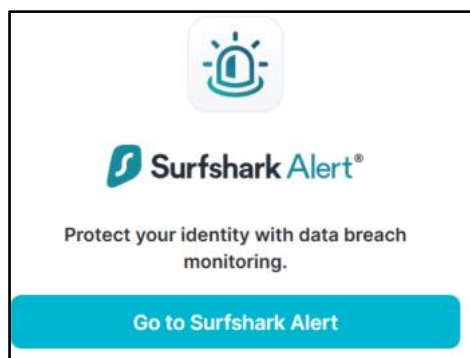 Surfshark Alert®
Protect your identity with data breach
monitoring.
Go to Surfshark Alert